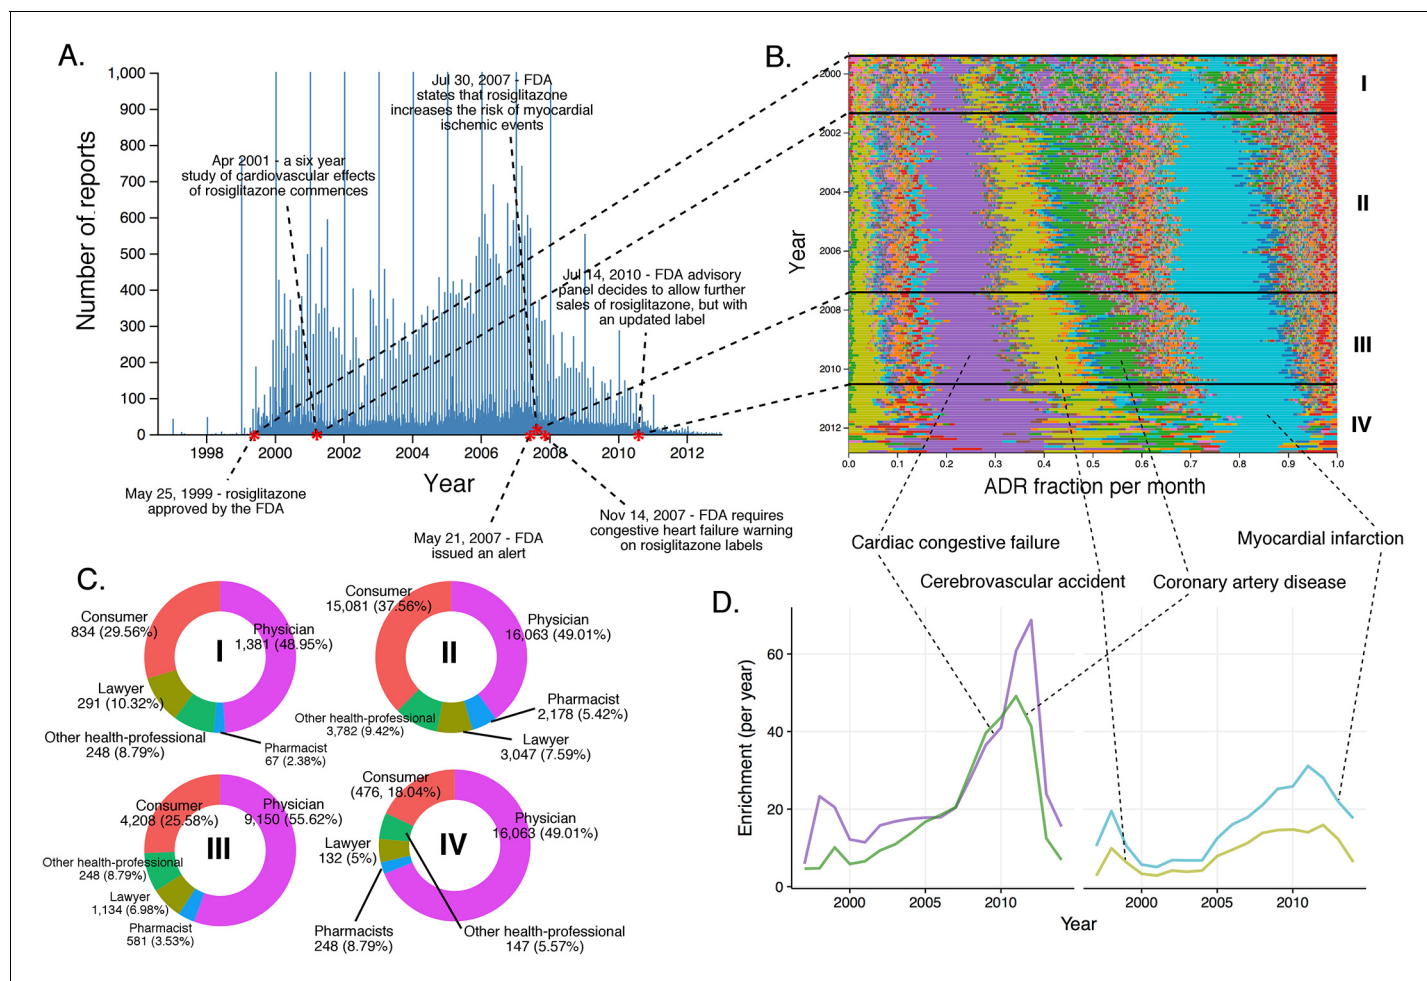 A.
1,000
900
800
700
600
500
400
300
200
100
0
Number of reports
1998
2000
2002
2004
2006
2008
2010
2012
Year
Apr 2001 - a six year
study of cardiovascular effects
of rosiglitazone commences
Jul 30, 2007 - FDA
states that rosiglitazone
increases the risk of myocardial
ischemic events
Jul 14, 2010 - FDA advisory
panel decides to allow further
sales of rosiglitazone, but with
an updated label
May 25, 1999 - rosiglitazone
approved by the FDA
May 21, 2007 - FDA
issued an alert
Nov 14, 2007 - FDA requires
congestive heart failure warning
on rosiglitazone labels
B.
2000
2002
2004
2006
2008
2010
2012
Year
I
II
III
IV
0.0
0.1
0.2
0.3
0.4
0.5
0.6
0.7
0.8
0.9
1.0
ADR fraction per month
Cardiac congestive failure
Cerebrovascular accident
Coronary artery disease
Myocardial infarction
C.
Consumer
834 (29.56%)
Physician
1,381 (48.95%)
I
Lawyer
291 (10.32%)
Other health-professional
248 (8.79%)
Pharmacist
67 (2.38%)
Consumer
15,081 (37.56%)
Physician
16,063 (49.01%)
II
Pharmacist
2,178 (5.42%)
Other health-professional
3,782 (9.42%)
Lawyer
3,047 (7.59%)
Consumer
4,208 (25.58%)
Physician
9,150 (55.62%)
III
Other health-professional
248 (8.79%)
Lawyer
1,134 (6.98%)
Pharmacist
581 (3.53%)
Consumer
(476, 18.04%)
Physician
16,063 (49.01%)
IV
Lawyer
132 (5%)
Pharmacists
248 (8.79%)
Other health-professional
147 (5.57%)
D.
60
40
20
0
Enrichment (per year)
2000
2005
2010
2000
2005
2010
Year